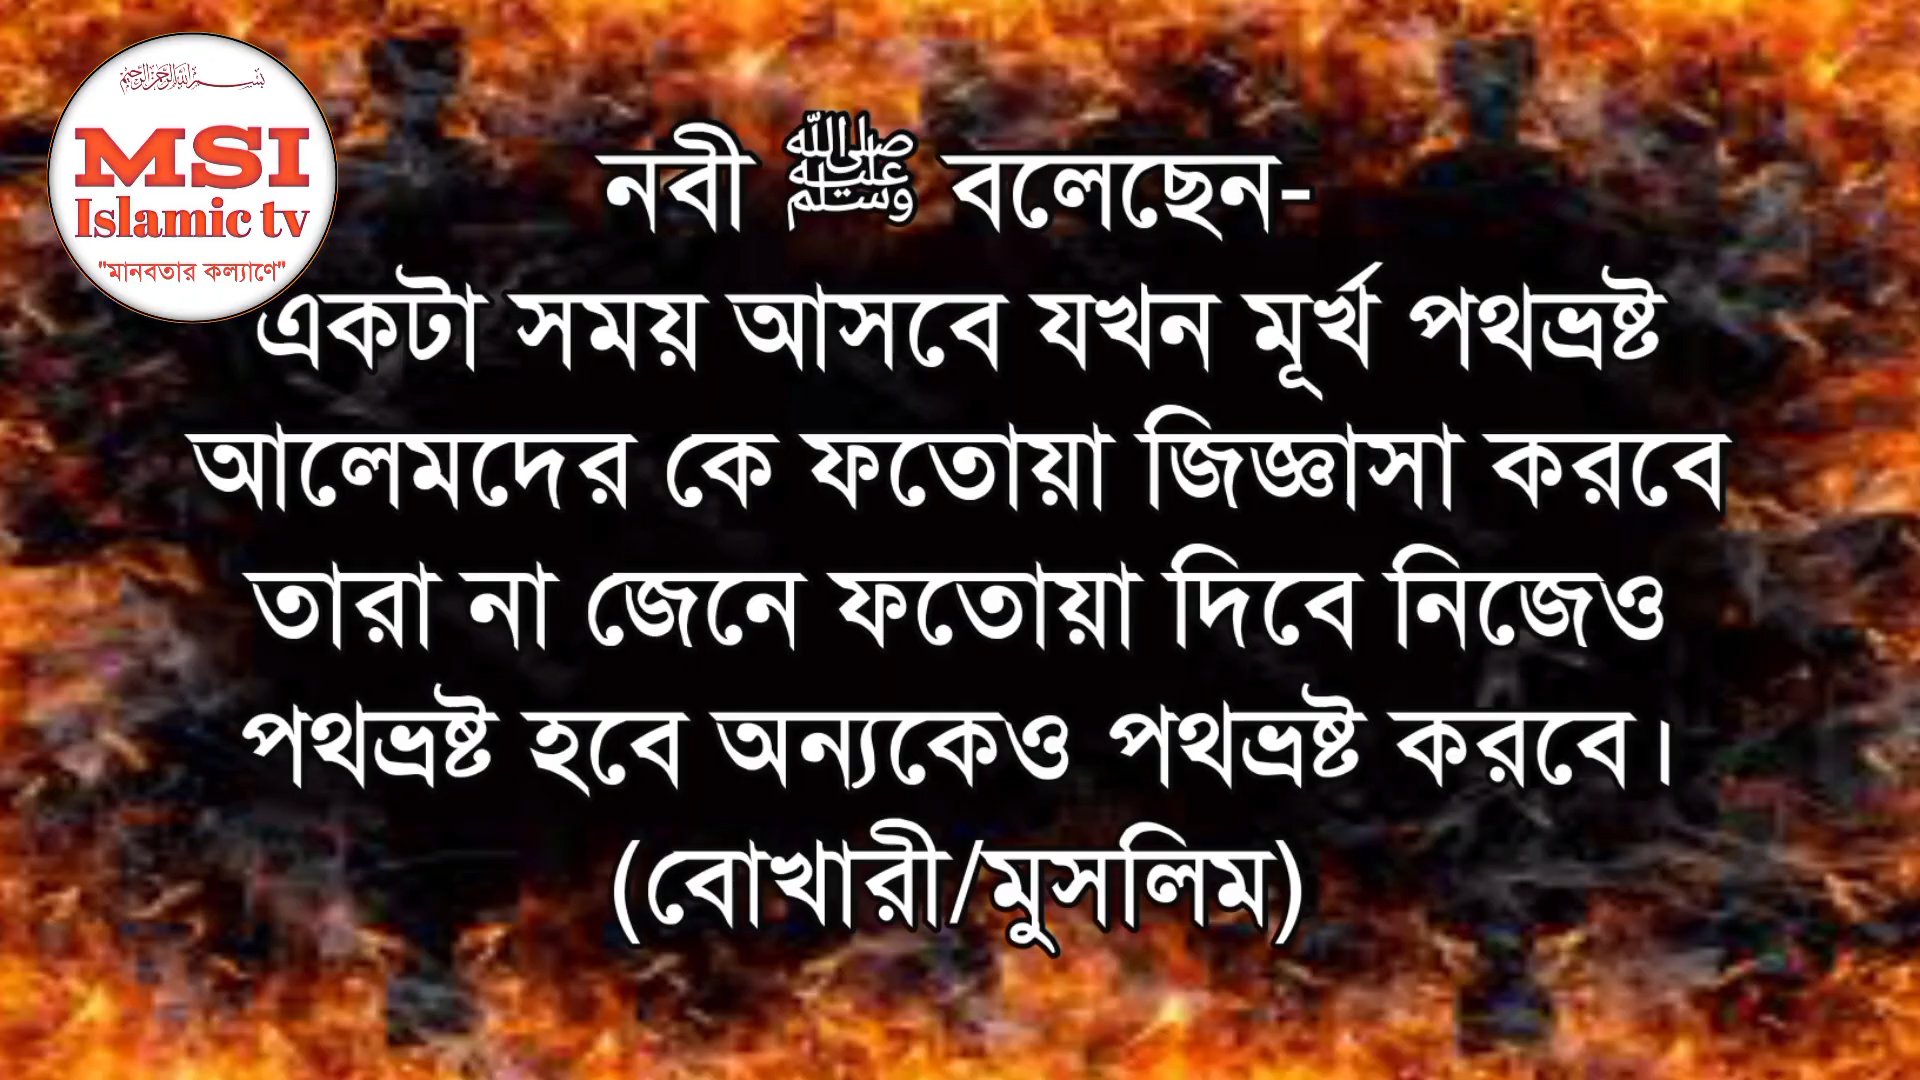 بسم الله الرحمن الرحيم
MSI
Islamic tv
"মানবতার কল্যাণে"
নবী ﷺ বলেছেন-
একটা সময় আসবে যখন মূর্খ পথভ্রষ্ট
আলেমদের কে ফতোয়া জিজ্ঞাসা করবে
তারা না জেনে ফতোয়া দিবে নিজেও
পথভ্রষ্ট হবে অন্যকেও পথভ্রষ্ট করবে।
(বোখারী/মুসলিম)